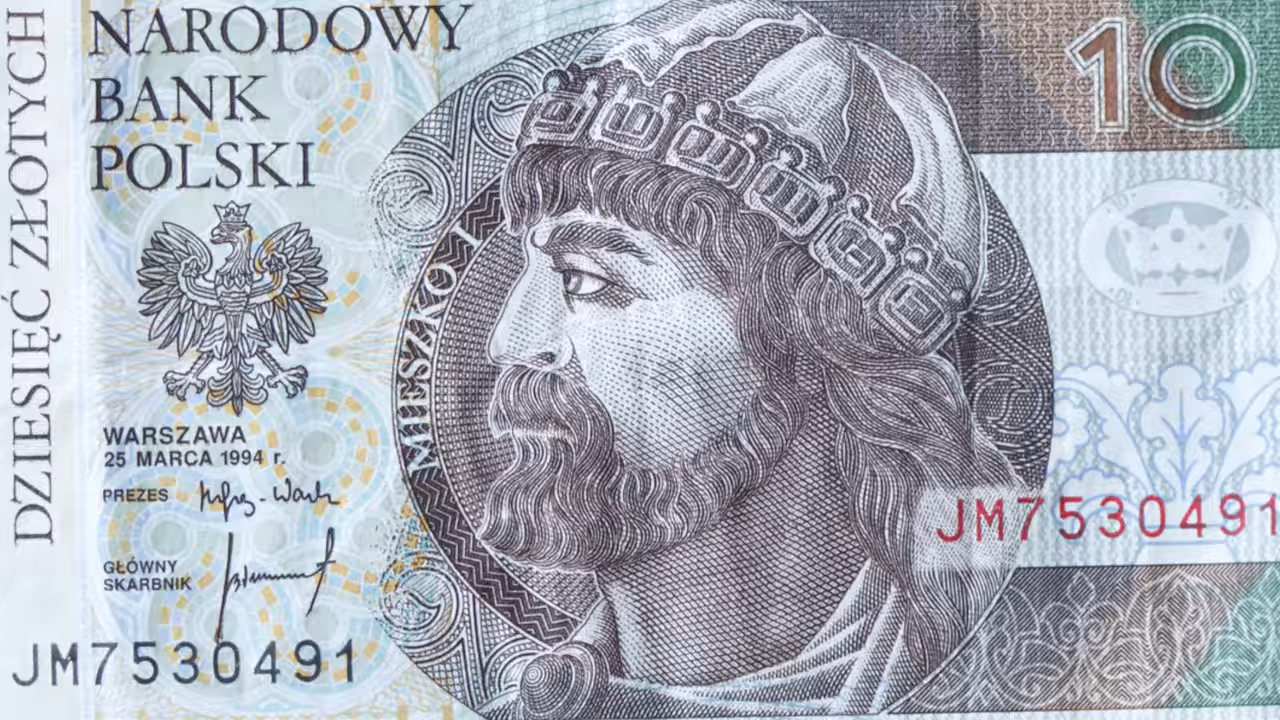 DZIESIĘĆ ZŁOTYCH
NARODOWY
BANK
POLSKI
10
MIESZKO I
WARSZAWA
25 MARCA 1994 r.
PREZES
GŁÓWNY
SKARBNIK
JM7530491
JM7530491